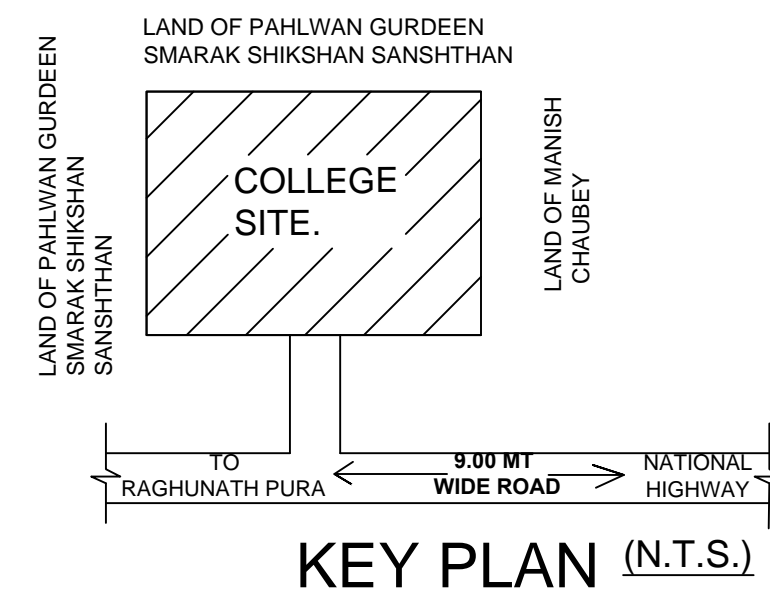 LAND OF PAHLWAN GURDEEN
SMARAK SHIKSHAN SANSHTHAN
LAND OF PAHLWAN GURDEEN
SMARAK SHIKSHAN
SANSHTHAN
COLLEGE
SITE.
LAND OF MANISH
CHAUBEY
TO
RAGHUNATH PURA
9.00 MT
WIDE ROAD
NATIONAL
HIGHWAY
KEY PLAN (N.T.S.)